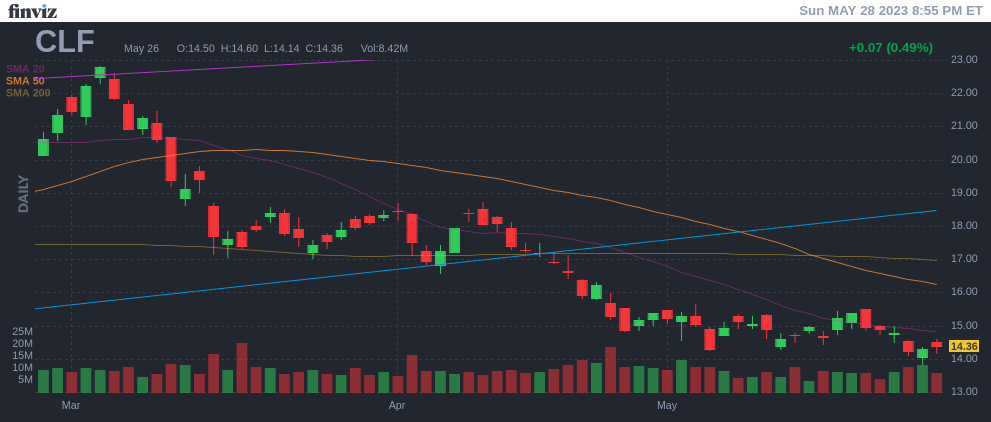 finviz
Sun MAY 28 2023 8:55 PM ET
CLF
May 26 O:14.50 H:14.60 L:14.14 C:14.36 Vol:8.42M
+0.07 (0.49%)
SMA 20
SMA 50
SMA 200
DAILY
23.00
22.00
21.00
20.00
19.00
18.00
17.00
16.00
15.00
14.36
14.00
13.00
25M
20M
15M
10M
5M
Mar Apr May